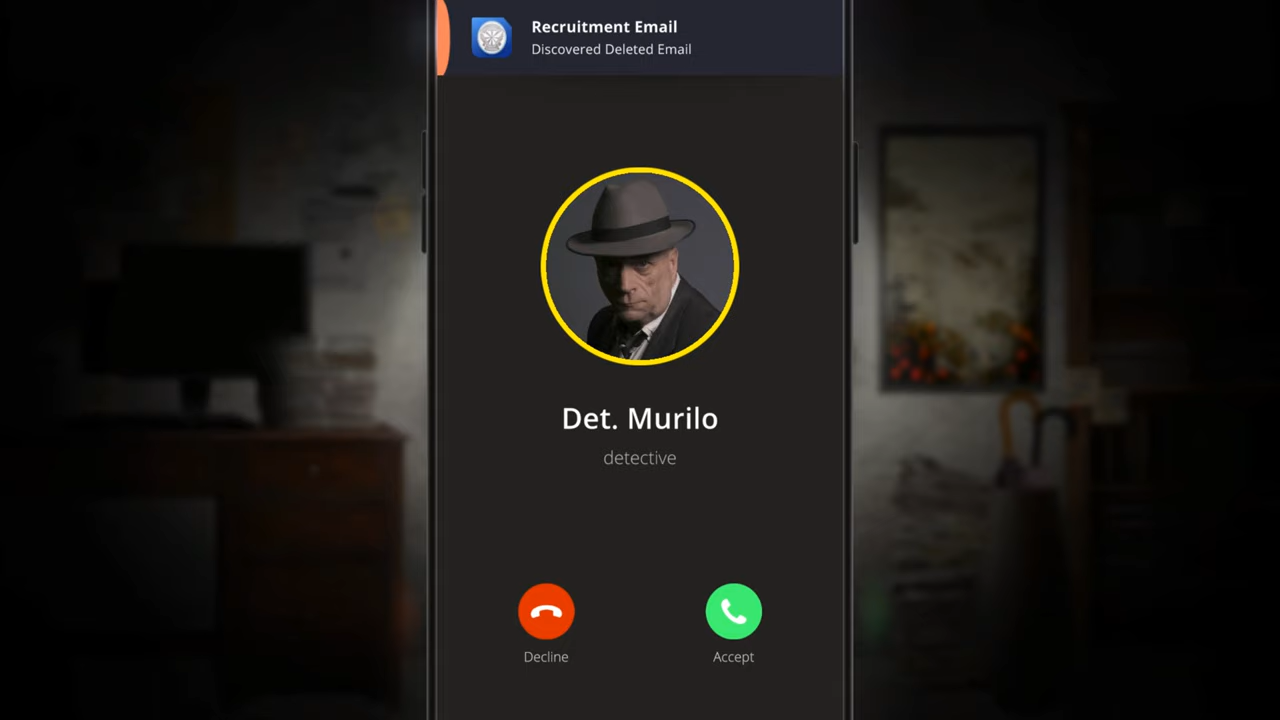 Recruitment Email
Discovered Deleted Email
Det. Murilo
detective
Decline
Accept